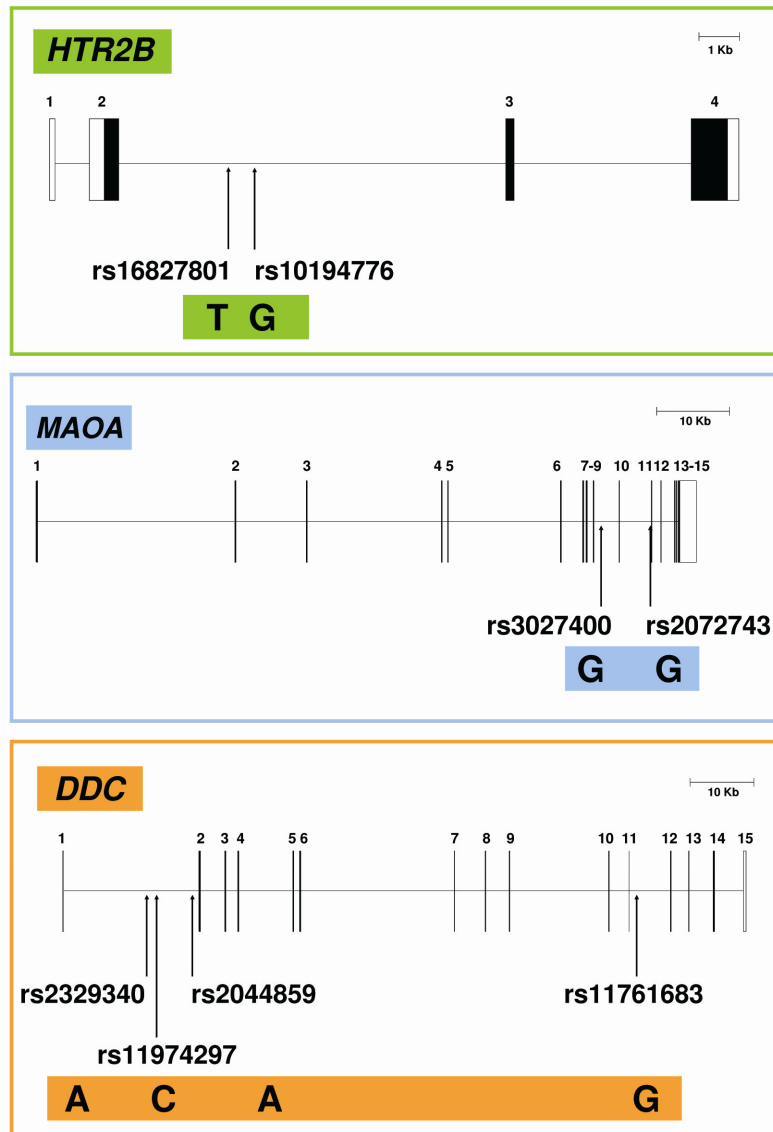 HTR2B
1 Kb
1 2 3 4
rs16827801 rs10194776
T G
MAOA
10 Kb
1 2 3 4 5 6 7-9 10 11 12 13-15
rs3027400 rs2072743
G G
DDC
10 Kb
1 2 3 4 5 6 7 8 9 10 11 12 13 14 15
rs2329340 rs2044859 rs11761683
rs11974297
A C A G